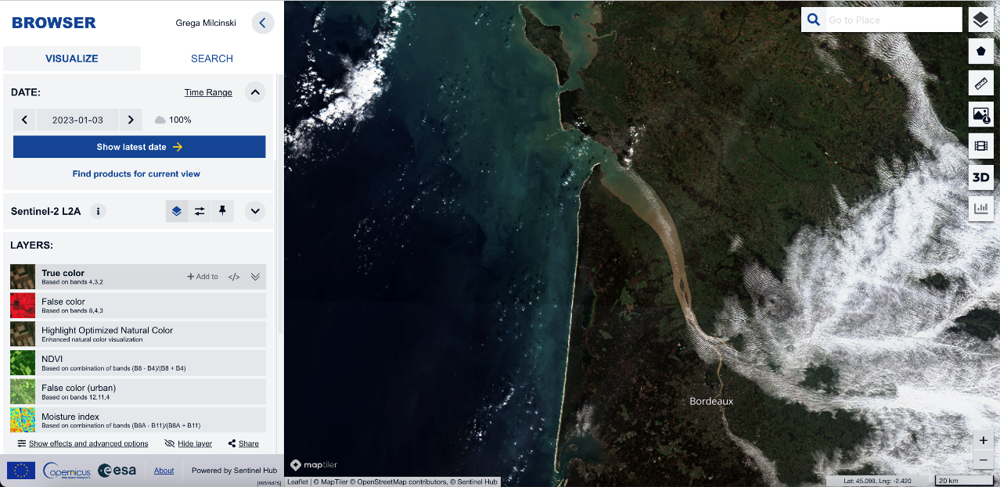 BROWSER
Grega Milcinski
VISUALIZE
SEARCH
DATE:
Time Range
2023-01-03
100%
Show latest date
Find products for current view
Sentinel-2 L2A
LAYERS:
True color
Based on bands 4,3,2
Add to
</>
False color
Based on bands 8,4,3
Highlight Optimized Natural Color
Enhanced natural color visualization
NDVI
Based on combination of bands (B8 - B4)/(B8 + B4)
False color (urban)
Based on bands 12,11,4
Moisture index
Based on combination of bands (B8A - B11)/(B8A + B11)
Show effects and advanced options
Hide layer
Share
Copernicus
esa
About
Powered by Sentinel Hub
Go to Place
3D
Bordeaux
+
−
maptiler
Leaflet | © MapTiler © OpenStreetMap contributors, © Sentinel Hub
Lat: 45.099, Lng: -2.420
20 km